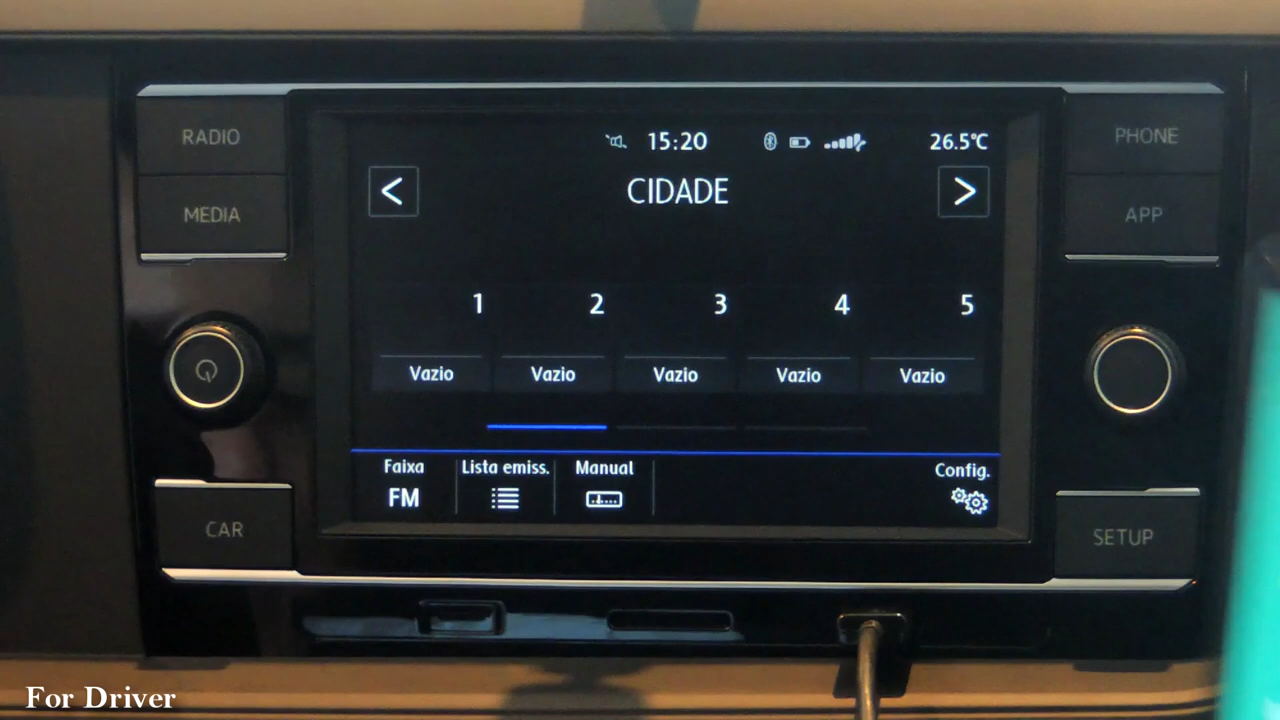 RADIO
MEDIA
CAR
PHONE
APP
SETUP
15:20
26.5°C
<
CIDADE
>
1 2 3 4 5
Vazio Vazio Vazio Vazio Vazio
Faixa Lista emiss. Manual Config.
FM
For Driver